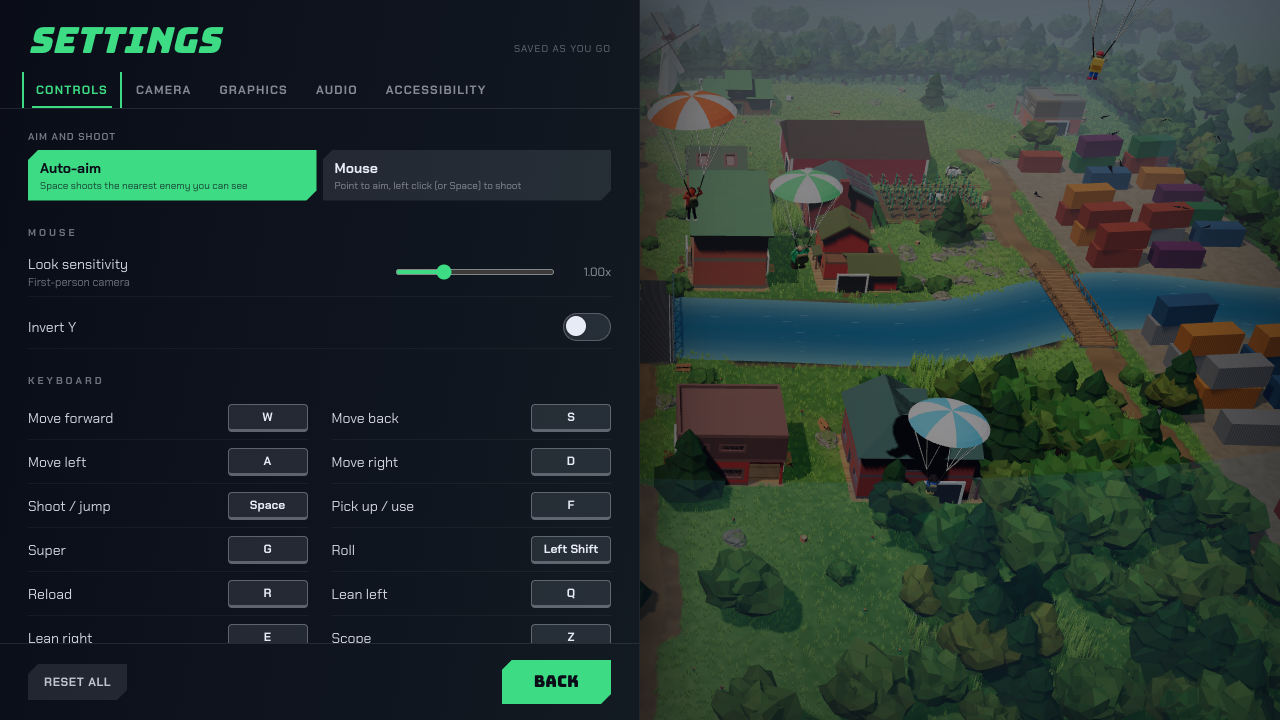 SETTINGS
SAVED AS YOU GO
CONTROLS CAMERA GRAPHICS AUDIO ACCESSIBILITY
AIM AND SHOOT
Auto-aim
Space shoots the nearest enemy you can see
Mouse
Point to aim, left click (or Space) to shoot
MOUSE
Look sensitivity
First-person camera
1.00x
Invert Y
KEYBOARD
Move forward W Move back S
Move left A Move right D
Shoot / jump Space Pick up / use F
Super G Roll Left Shift
Reload R Lean left Q
Lean right E Scope Z
RESET ALL
BACK